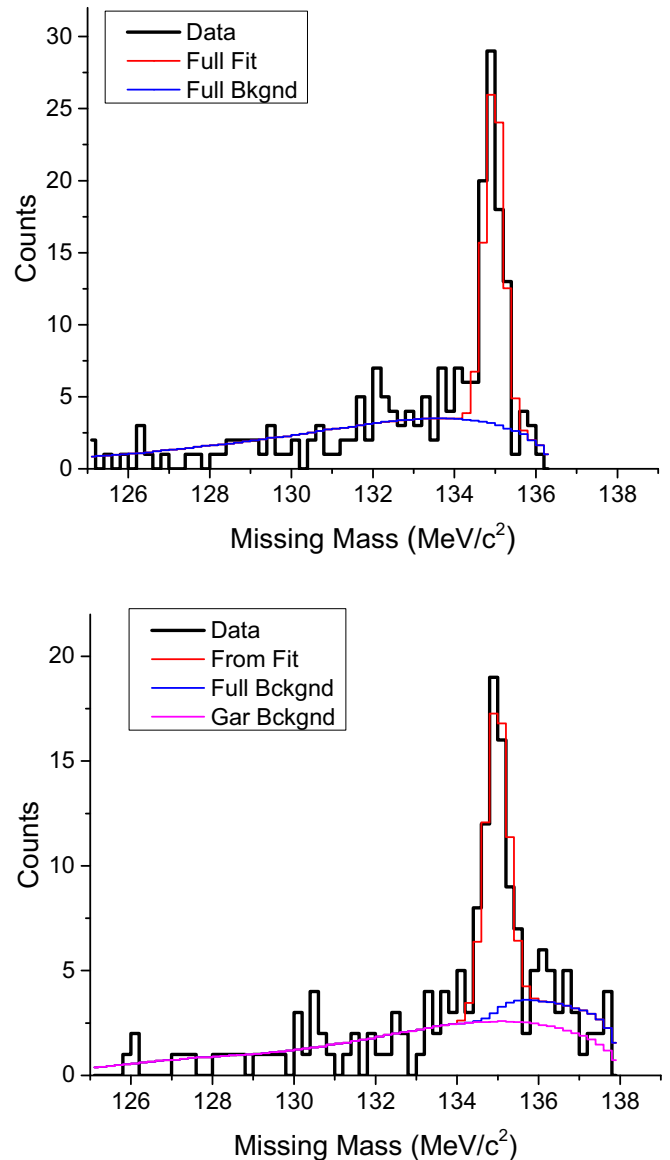 30
25
20
15
10
5
0
Counts
Data
Full Fit
Full Bkgnd
126 128 130 132 134 136 138
Missing Mass (MeV/c²)
20
15
10
5
0
Counts
Data
From Fit
Full Bckgnd
Gar Bckgnd
126 128 130 132 134 136 138
Missing Mass (MeV/c²)